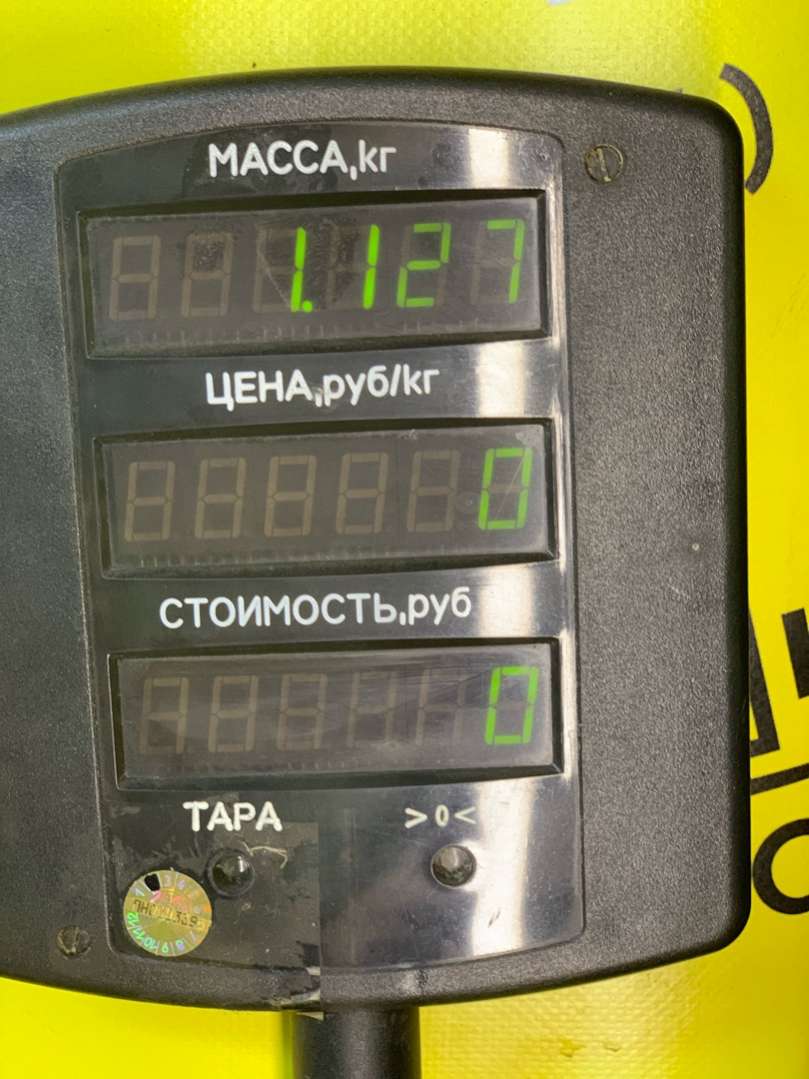 МАССА,кг
1.127
ЦЕНА,руб/кг
0
СТОИМОСТЬ,руб
0
ТАРА >0<